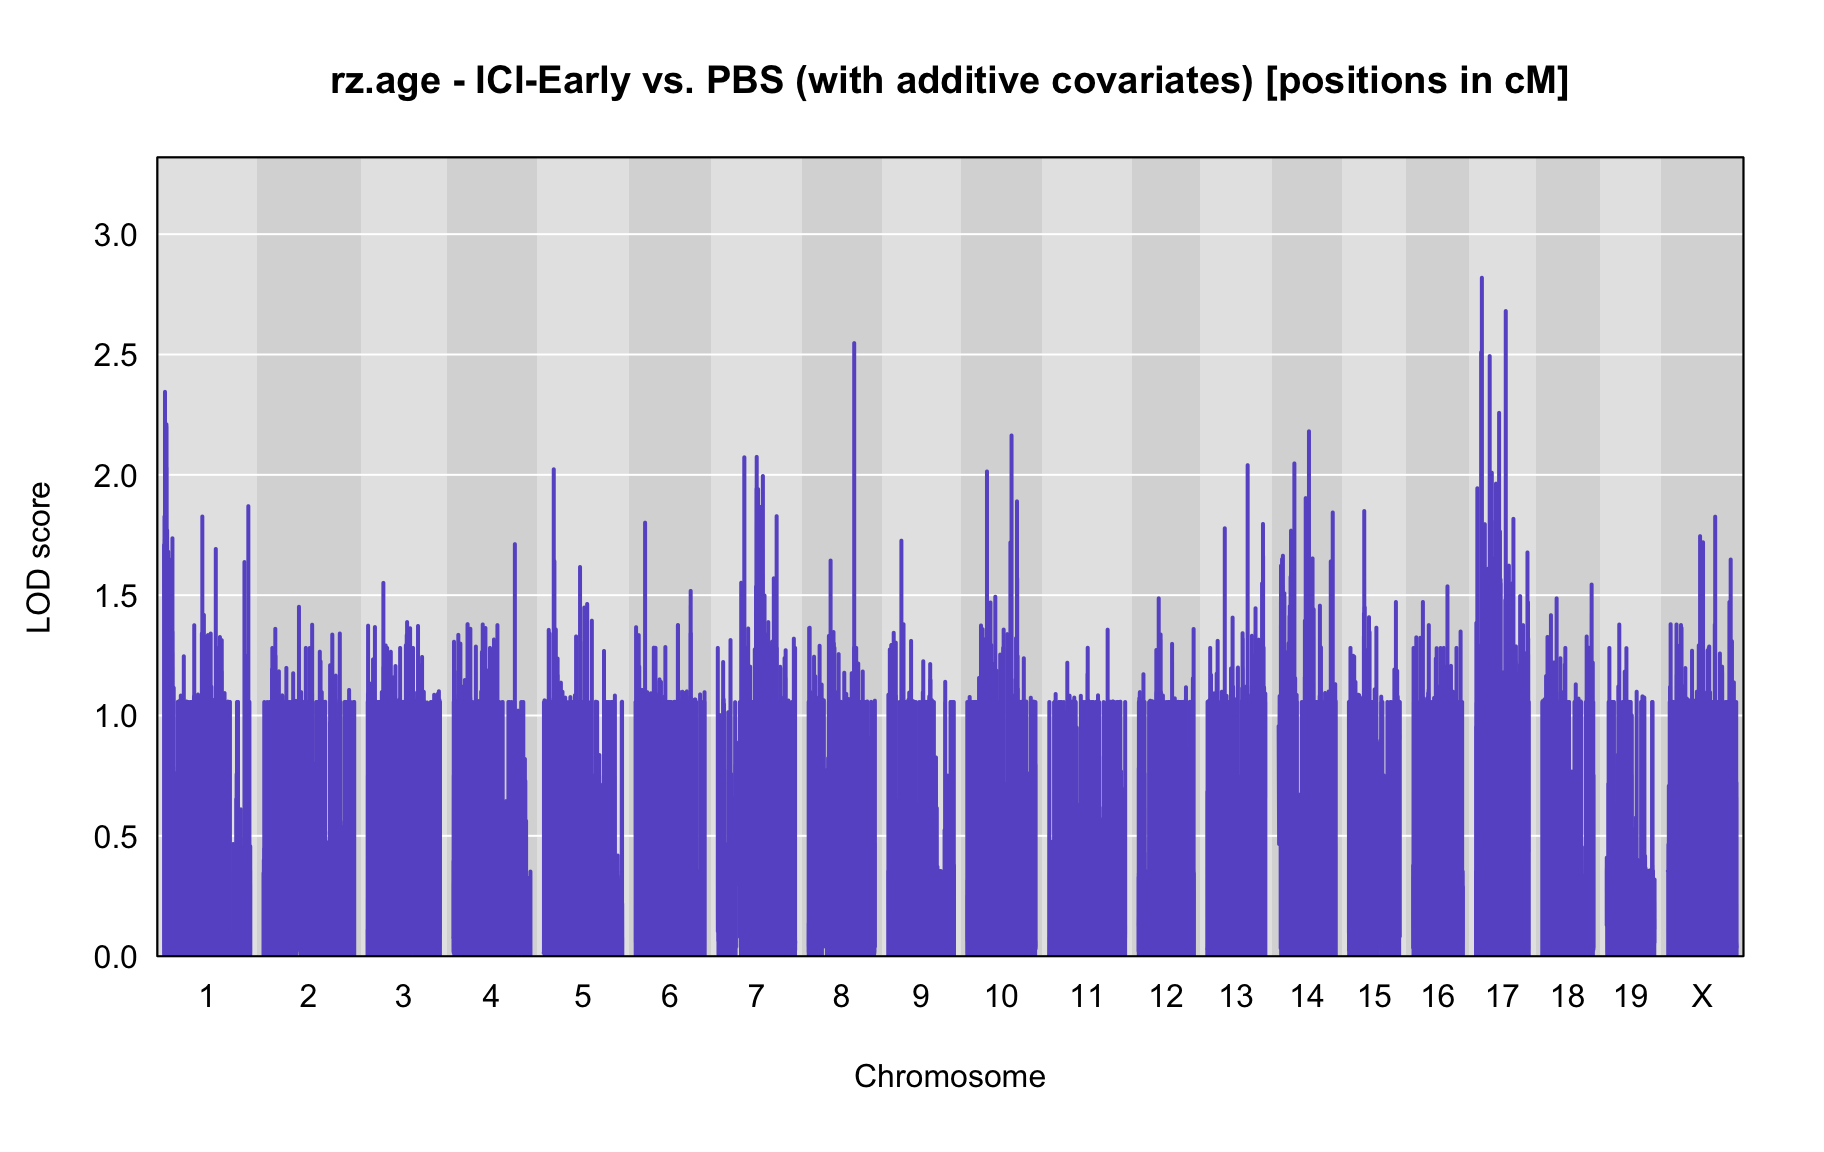 rz.age - ICI-Early vs. PBS (with additive covariates) [positions in cM]
LOD score
3.0
2.5
2.0
1.5
1.0
0.5
0.0
1 2 3 4 5 6 7 8 9 10 11 12 13 14 15 16 17 18 19 X
Chromosome